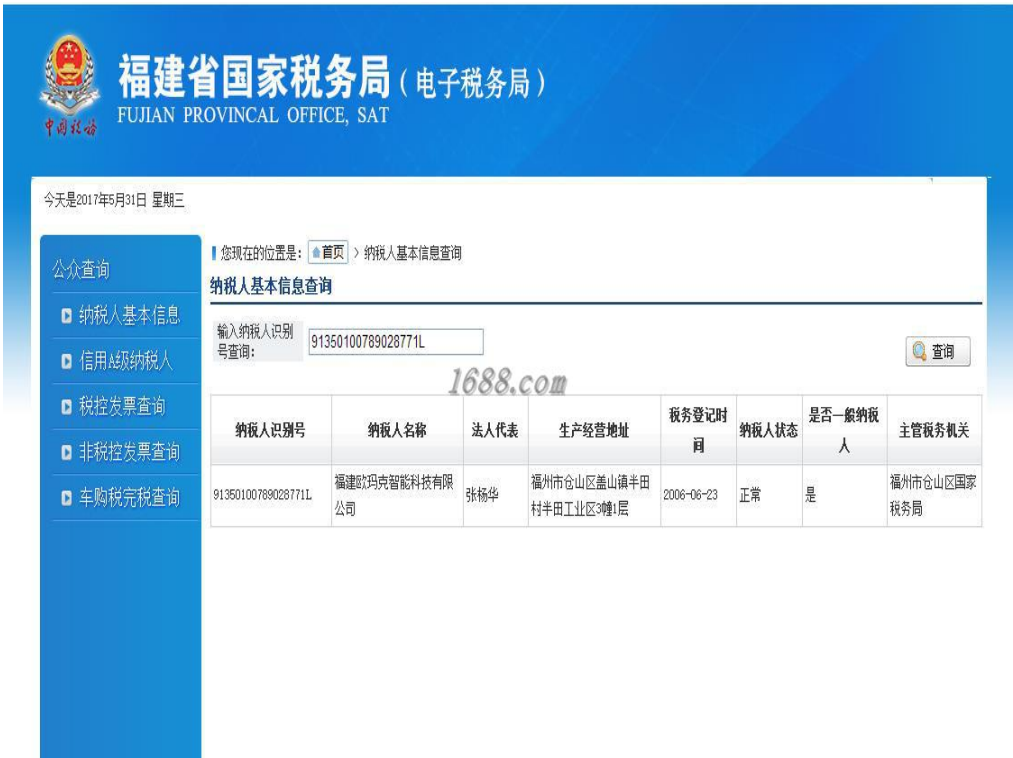 福建省国家税务局（电子税务局）
FUJIAN PROVINCAL OFFICE, SAT
中国税务
今天是2017年5月31日 星期三
公众查询
纳税人基本信息
信用A级纳税人
税控发票查询
非税控发票查询
车购税完税查询
您现在的位置是： 首页 > 纳税人基本信息查询
纳税人基本信息查询
输入纳税人识别
号查询：
91350100789028771L
查询
1688.com
纳税人识别号 纳税人名称 法人代表 生产经营地址 税务登记时间 纳税人状态 是否一般纳税人 主管税务机关
91350100789028771L 福建欧玛克智能科技有限公司 张杨华 福州市仓山区盖山镇半田村半田工业区3幢1层 2006-06-23 正常 是 福州市仓山区国家税务局